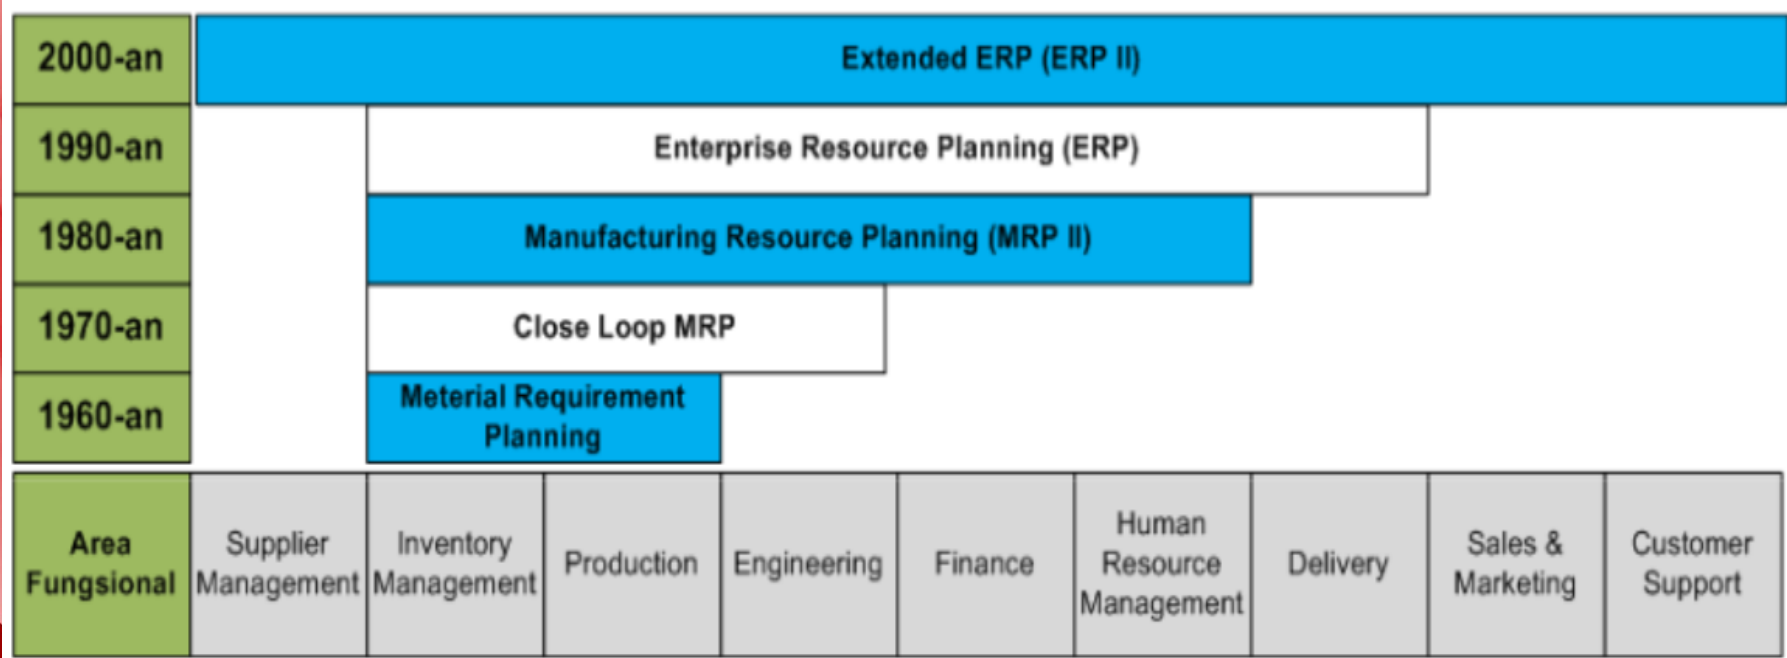 2000-an
Extended ERP (ERP II)
1990-an
Enterprise Resource Planning (ERP)
1980-an
Manufacturing Resource Planning (MRP II)
1970-an
Close Loop MRP
1960-an
Meterial Requirement
Planning
Area
Fungsional
Supplier
Management
Inventory
Management
Production
Engineering
Finance
Human
Resource
Management
Delivery
Sales &
Marketing
Customer
Support